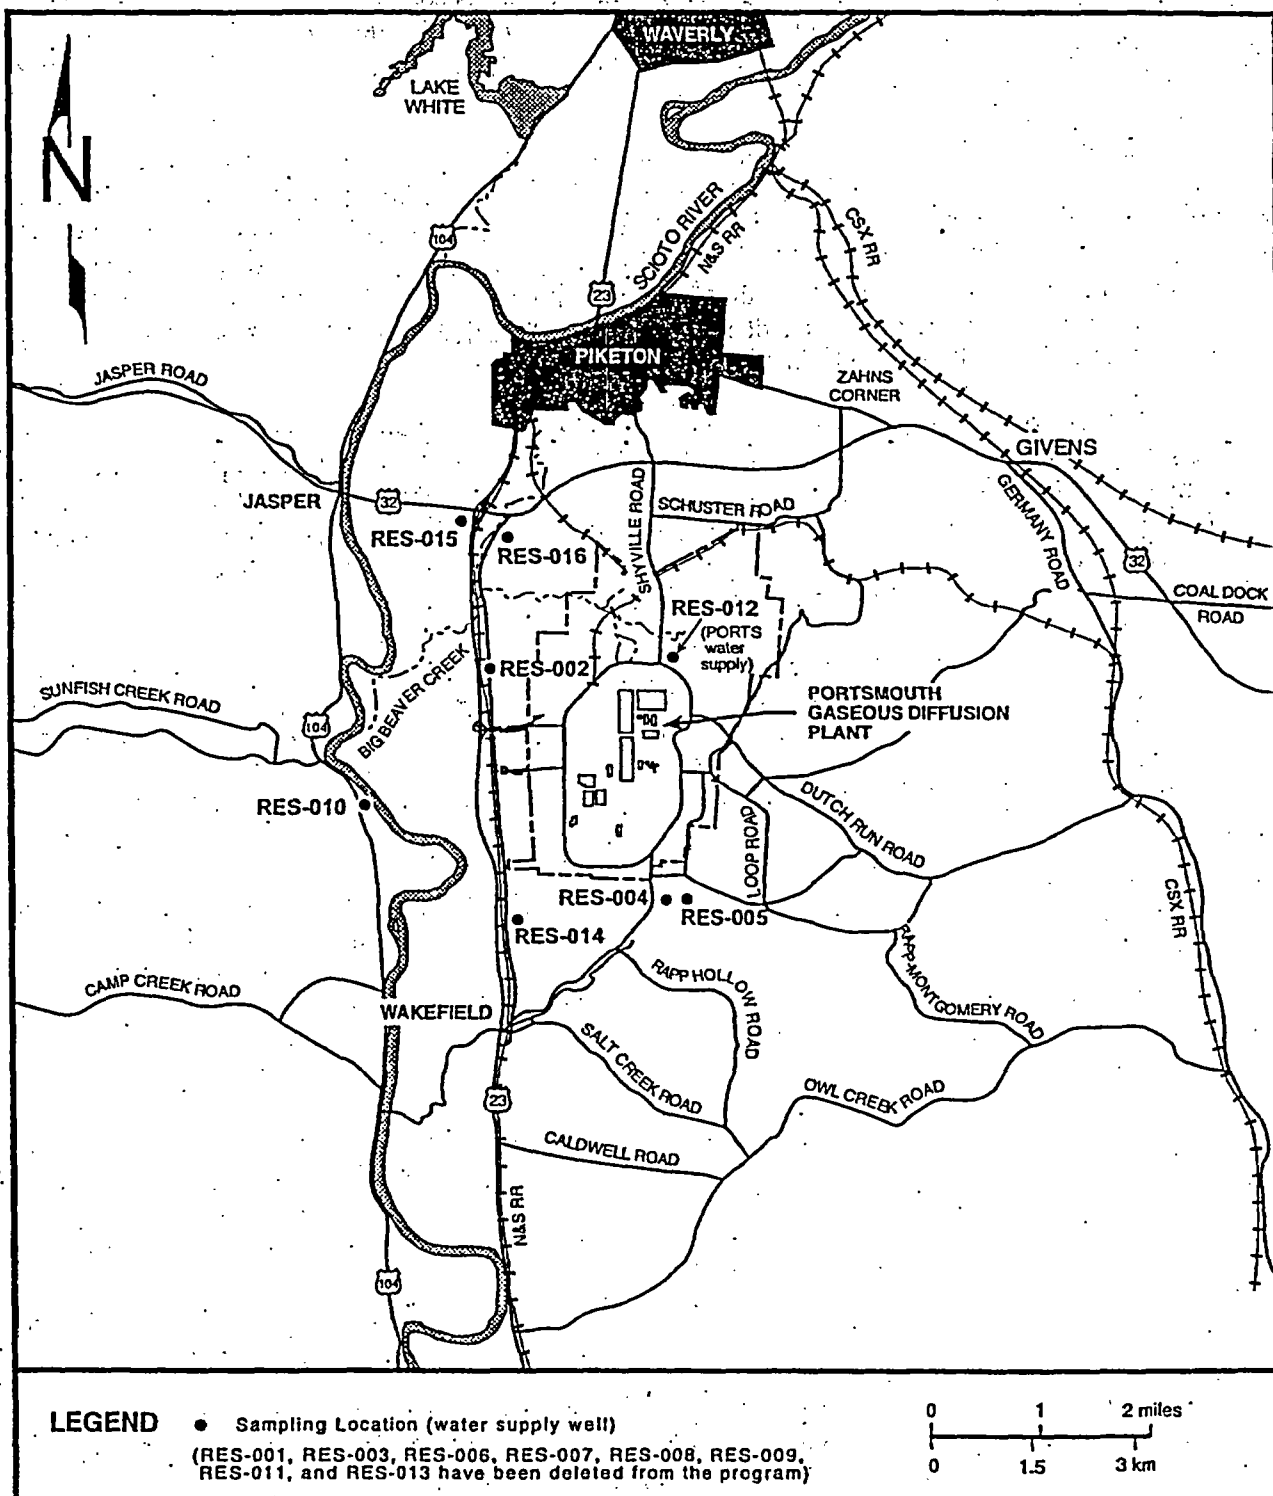 WAVERLY
LAKE
WHITE
N
104
SCIOTO RIVER
N&S RR
CSX RR
23
PIKETON
JASPER ROAD
ZAHNS
CORNER
GIVENS
JASPER
32
SHYVILLE ROAD
SCHUSTER ROAD
GERMANY ROAD
RES-015
RES-016
32
COAL DOCK
ROAD
RES-012
(PORTS
water
supply)
RES-002
BIG BEAVER CREEK
SUNFISH CREEK ROAD
104
PORTSMOUTH
GASEOUS DIFFUSION
PLANT
RES-010
DUTCH RUN ROAD
LOOP ROAD
RES-004
RES-005
CSX RR
RES-014
RAPP HOLLOW ROAD
RAPP-MONTGOMERY ROAD
CAMP CREEK ROAD
WAKEFIELD
SALT CREEK ROAD
OWL CREEK ROAD
23
CALDWELL ROAD
N&S RR
104
LEGEND
Sampling Location (water supply well)
(RES-001, RES-003, RES-006, RES-007, RES-008, RES-009,
RES-011, and RES-013 have been deleted from the program)
0 1 2 miles
0 1.5 3 km